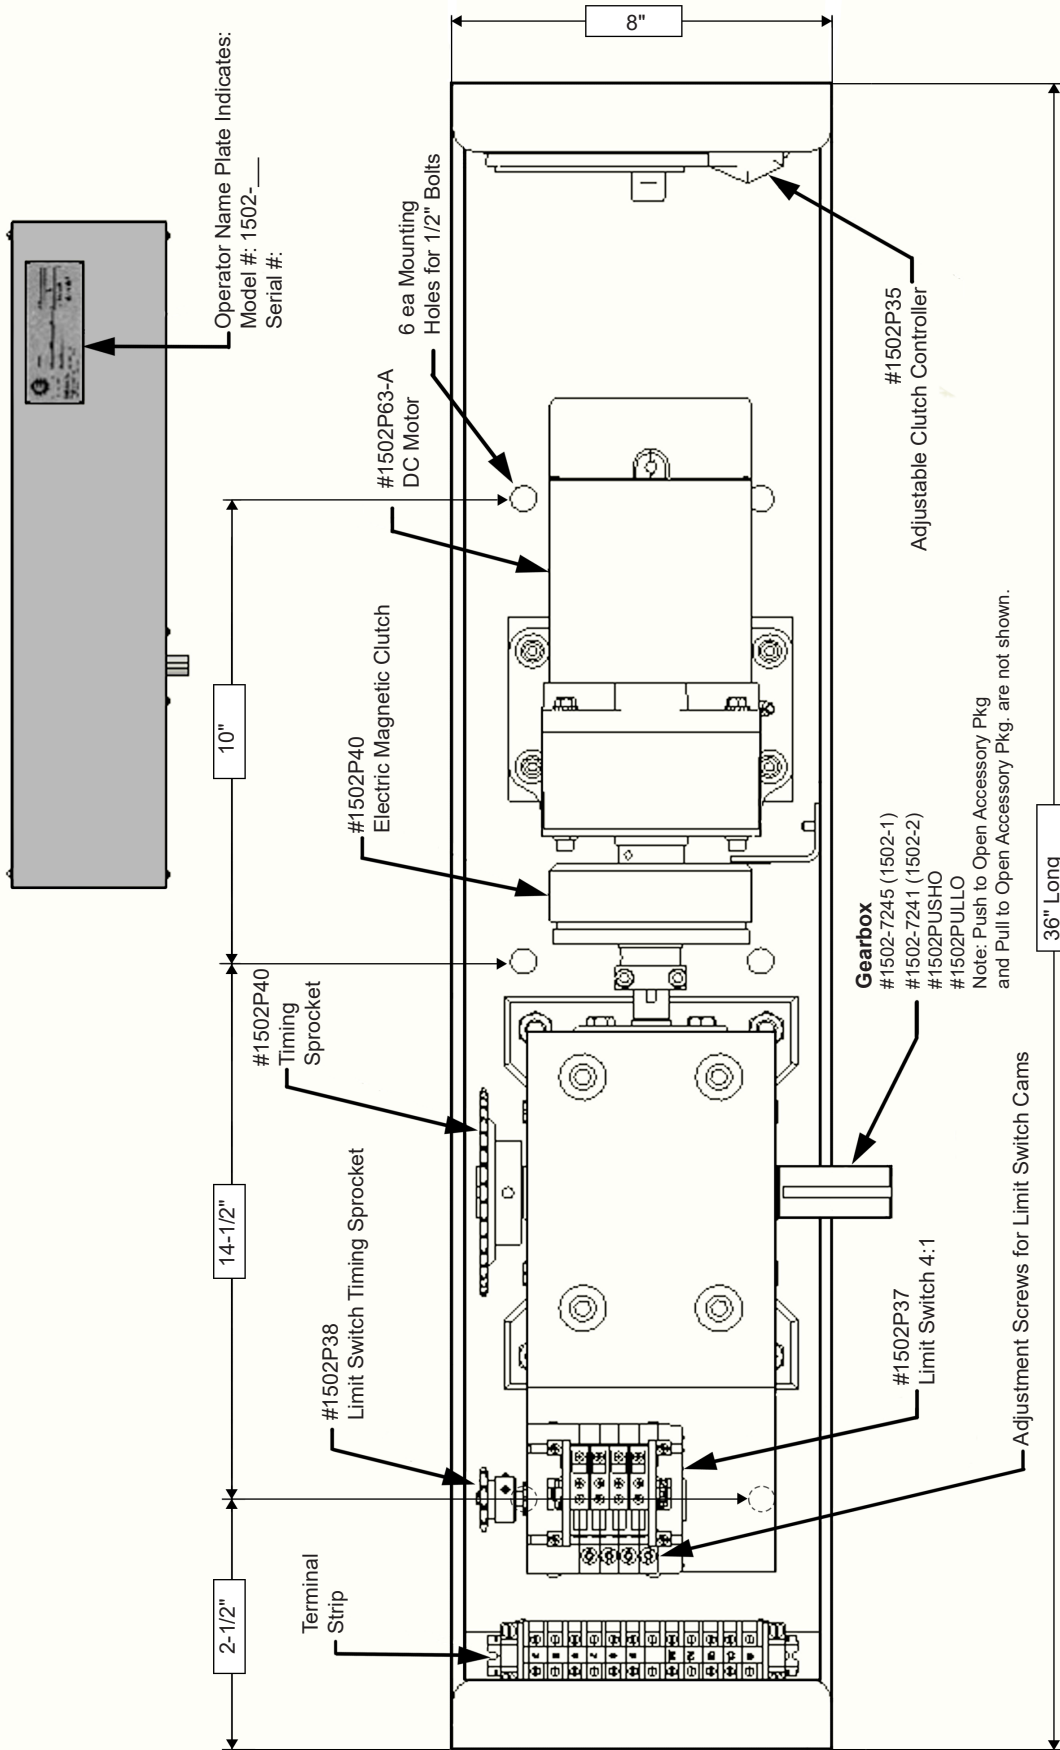 Operator Name Plate Indicates:
Model #: 1502-___
Serial #:
2-1/2"
14-1/2"
10"
8"
36" Long
Terminal
Strip
#1502P38
Limit Switch Timing Sprocket
#1502P40
Timing
Sprocket
#1502P40
Electric Magnetic Clutch
#1502P63-A
DC Motor
6 ea Mounting
Holes for 1/2" Bolts
#1502P35
Adjustable Clutch Controller
Gearbox
#1502-7245 (1502-1)
#1502-7241 (1502-2)
#1502PUSHO
#1502PULLO
Note: Push to Open Accessory Pkg
and Pull to Open Accessory Pkg. are not shown.
#1502P37
Limit Switch 4:1
Adjustment Screws for Limit Switch Cams